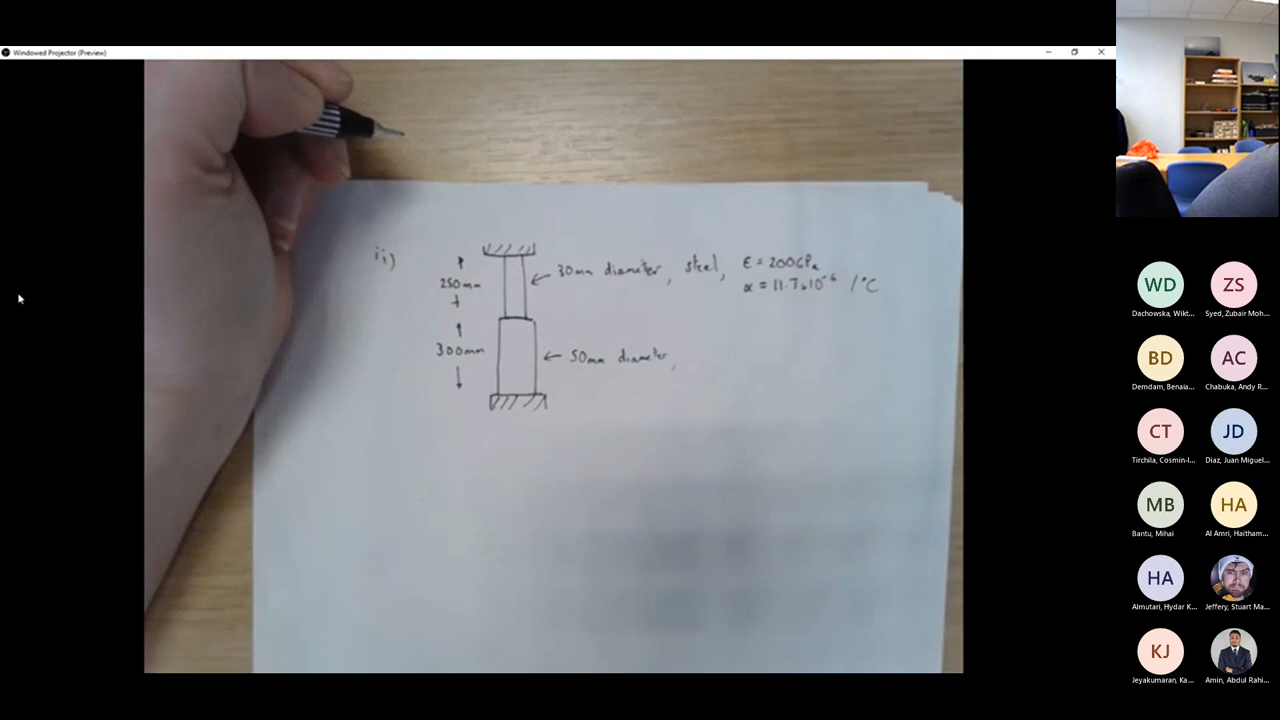 Windowed Projector (Preview)
ii)
250mm
30mm diameter, steel, E = 200GPa
α = 11.7x10⁻⁶ /°C
300mm
50mm diameter,
WD
ZS
Dachowska, Wikt...
Syed, Zubair Moh...
BD
AC
Demdam, Benaia...
Chabuka, Andy R...
CT
JD
Tirchila, Cosmin-I...
Diaz, Juan Miguel...
MB
HA
Bantu, Mihai
Al Amri, Haitham...
HA
Almutari, Hydar K...
Jeffery, Stuart Ma...
KJ
Jeyakumaran, Ka...
Amin, Abdul Rahi...